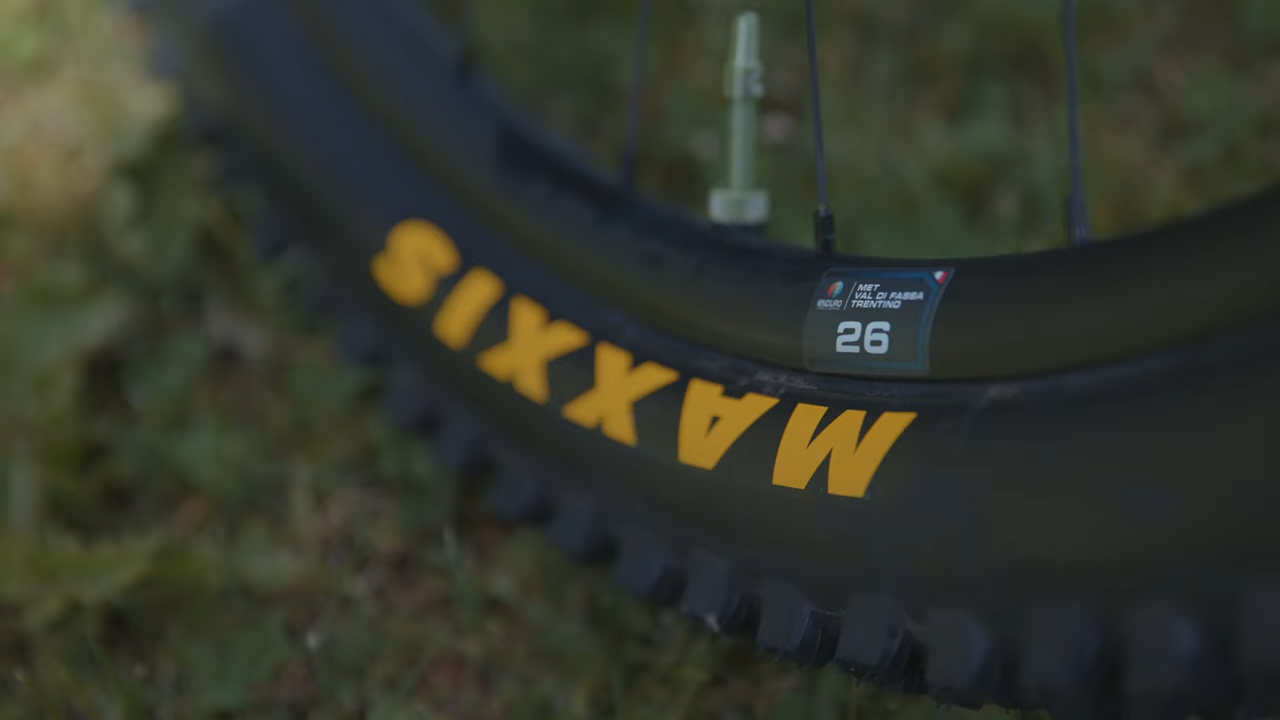 ENDURO
MET
VAL DI FASSA
TRENTINO
26
MAXXIS